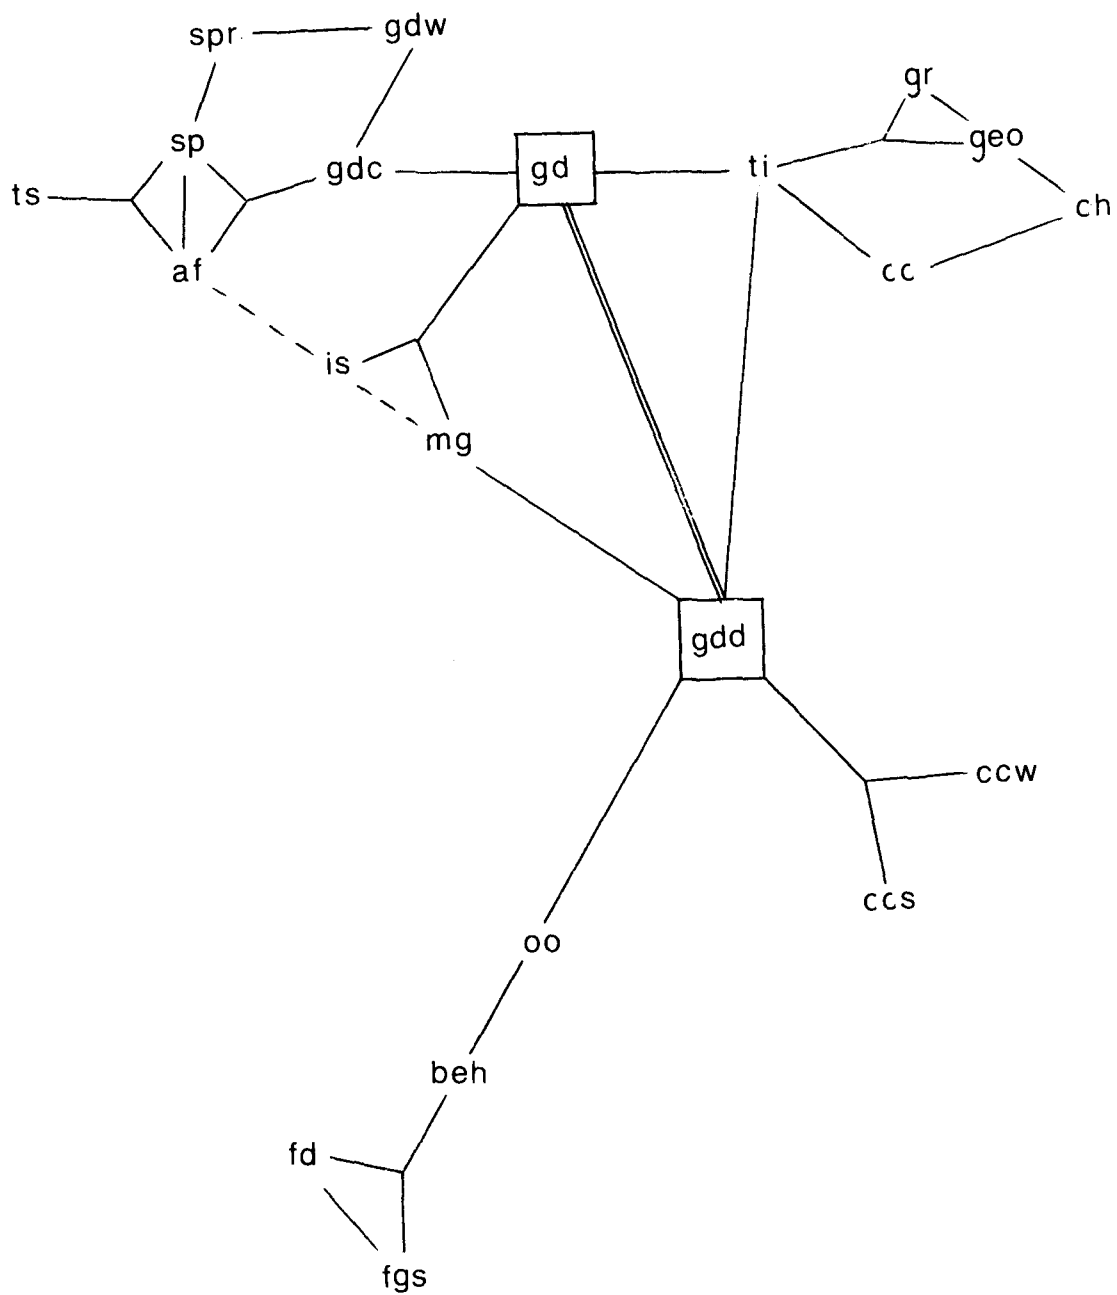 spr gdw
gr
sp geo
gdc gd ti
ts ch
af cc
is
mg
gdd
ccw
ccs
oo
beh
fd
fgs